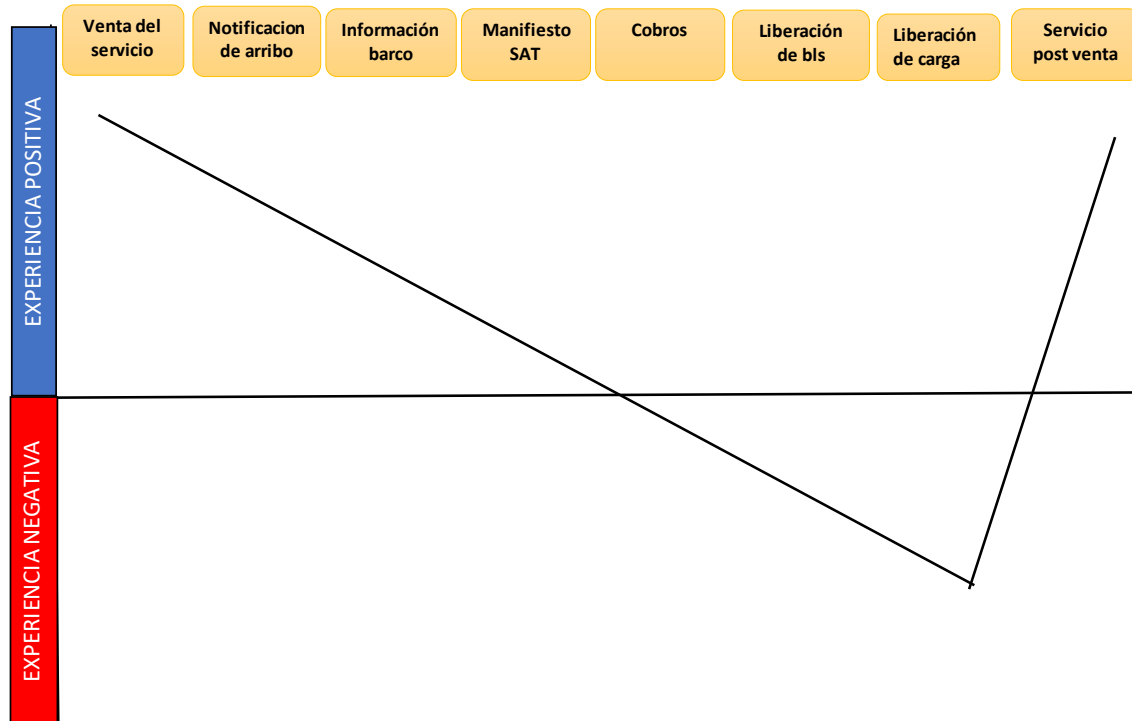 Venta del
servicio
Notificacion
de arribo
Información
barco
Manifiesto
SAT
Cobros
Liberación
de bls
Liberación
de carga
Servicio
post venta
EXPERIENCIA POSITIVA
EXPERIENCIA NEGATIVA